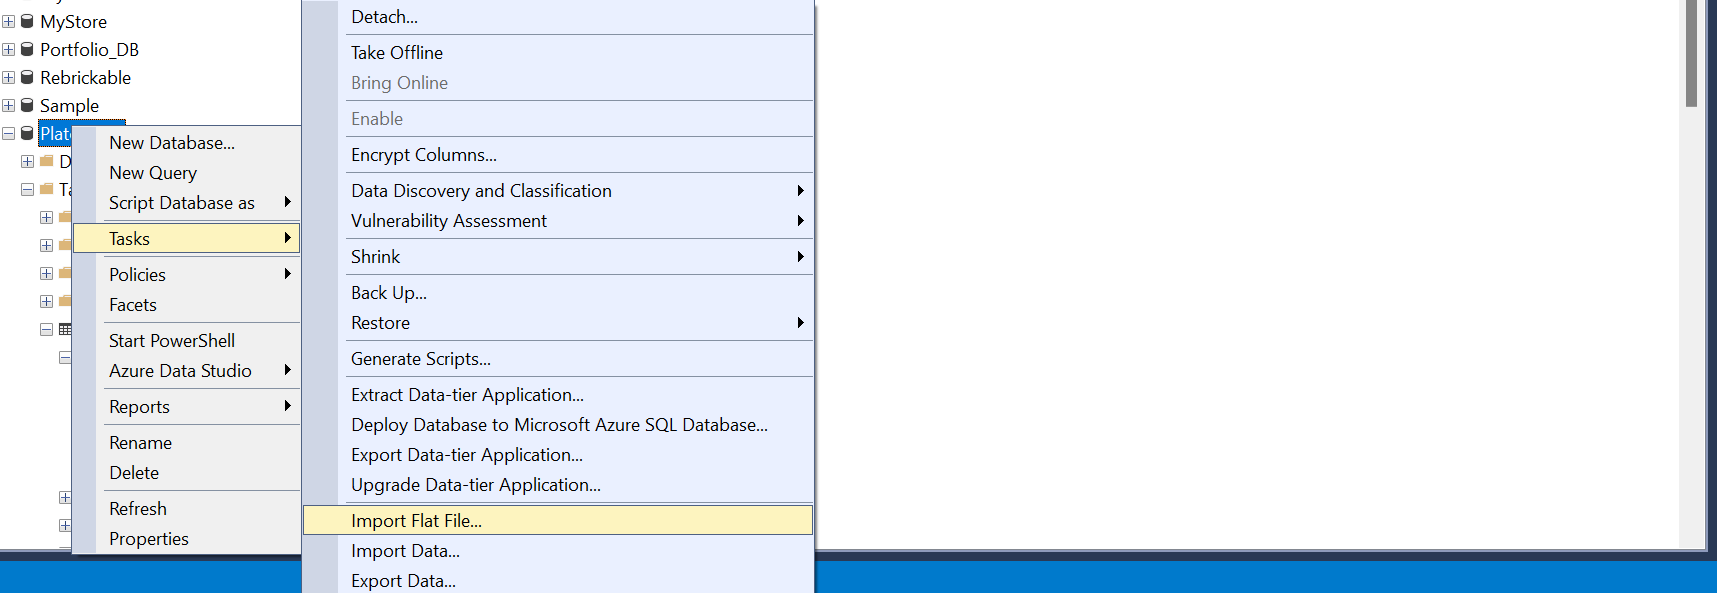 MyStore
Portfolio_DB
Rebrickable
Sample
New Database...
New Query
Script Database as
Tasks
Policies
Facets
Start PowerShell
Azure Data Studio
Reports
Rename
Delete
Refresh
Properties
Detach...
Take Offline
Bring Online
Enable
Encrypt Columns...
Data Discovery and Classification
Vulnerability Assessment
Shrink
Back Up...
Restore
Generate Scripts...
Extract Data-tier Application...
Deploy Database to Microsoft Azure SQL Database...
Export Data-tier Application...
Upgrade Data-tier Application...
Import Flat File...
Import Data...
Export Data...